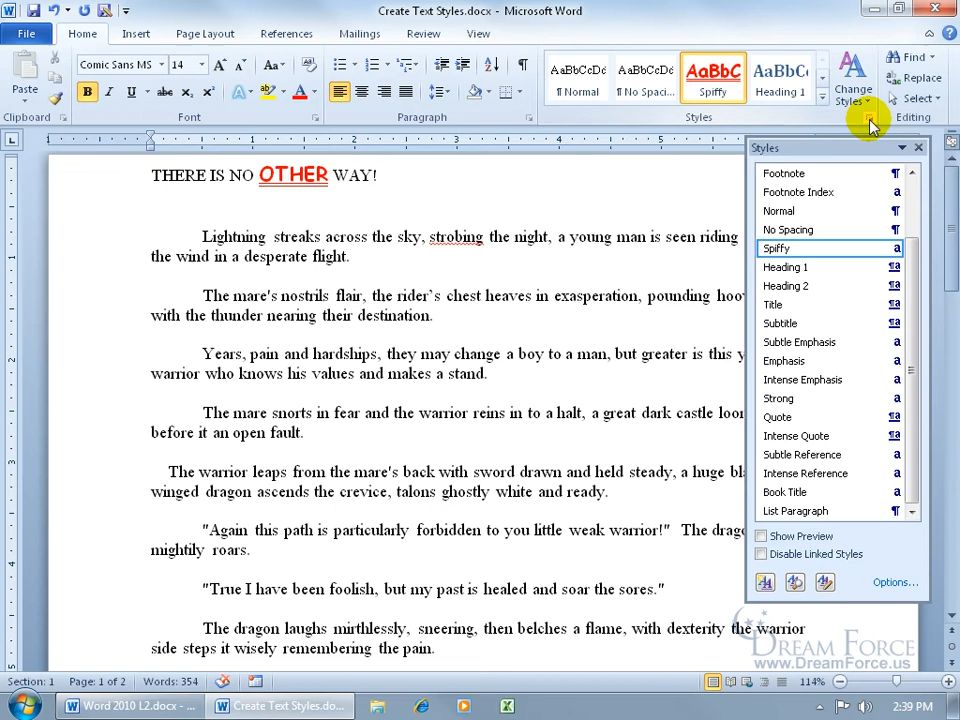 Create Text Styles.docx - Microsoft Word
File Home Insert Page Layout References Mailings Review View
Comic Sans MS 14 Aa
AaBbCcDd AaBbCcDd AaBbC AaBbCc
Paste
¶ Normal ¶ No Spaci... Spiffy Heading 1
Change Styles
Find
Replace
Select
B I U abc x₂ x² A ab A
Clipboard Font Paragraph Styles Editing
THERE IS NO OTHER WAY!
Lightning streaks across the sky, strobing the night, a young man is seen riding
the wind in a desperate flight.
The mare's nostrils flair, the rider's chest heaves in exasperation, pounding hoo
with the thunder nearing their destination.
Years, pain and hardships, they may change a boy to a man, but greater is this y
warrior who knows his values and makes a stand.
The mare snorts in fear and the warrior reins in to a halt, a great dark castle loo
before it an open fault.
The warrior leaps from the mare's back with sword drawn and held steady, a huge bla
winged dragon ascends the crevice, talons ghostly white and ready.
"Again this path is particularly forbidden to you little weak warrior!" The drago
mightily roars.
"True I have been foolish, but my past is healed and soar the sores."
The dragon laughs mirthlessly, sneering, then belches a flame, with dexterity the warrior
side steps it wisely remembering the pain.
Styles
Footnote ¶
Footnote Index a
Normal ¶
No Spacing ¶
Spiffy a
Heading 1 ¶a
Heading 2 ¶a
Title ¶a
Subtitle ¶a
Subtle Emphasis a
Emphasis a
Intense Emphasis a
Strong a
Quote ¶a
Intense Quote ¶a
Subtle Reference a
Intense Reference a
Book Title a
List Paragraph ¶
Show Preview
Disable Linked Styles
Options...
DREAM FORCE
www.DreamForce.us
Section: 1 Page: 1 of 2 Words: 354 114%
Word 2010 L2.docx - ... Create Text Styles.do... 2:39 PM